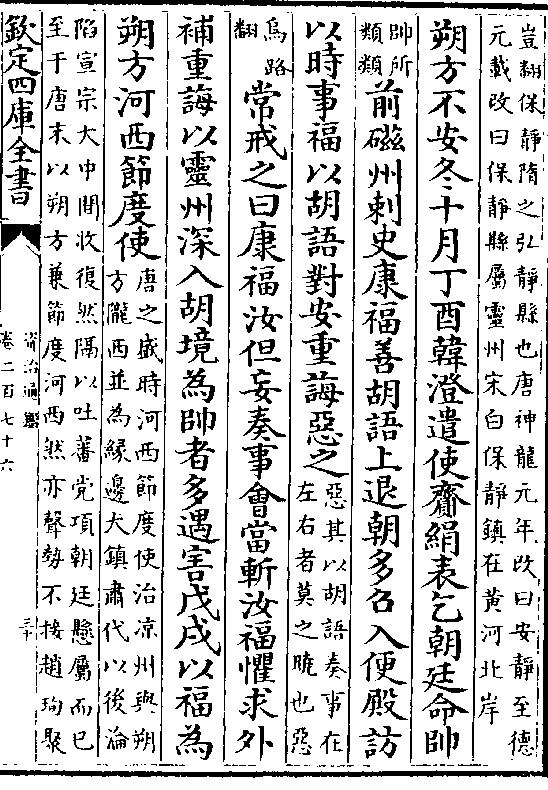 豈翻保靜隋之弘靜縣也唐神龍元年改曰安靜至德
元載改曰保靜縣屬靈州宋白保靜鎮在黄河北岸
朔方不安冬十月丁酉韓澄遣使齎絹表乞朝廷命帥
帥所
類翻
前磁州刺史康福善胡語上退朝多召入便殿訪
以時事福以胡語對安重誨惡之
惡其以胡語奏事在
左右者莫之曉也惡
烏路
翻
常戒之曰康福汝但妄奏事會當斬汝福懼求外
補重誨以靈州深入胡境為帥者多遇害戊戌以福為
朔方河西節度使
唐之盛時河西節度使治凉州與朔
方隴西並為緣邊大鎮肅代以後淪
陷宣宗大中間收復然隔以吐蕃党項朝廷懸屬而已
至于唐末以朔方兼節度河西然亦聲勢不接趙珣聚
欽定四庫全書
資治通鑑
卷二百七十六
三十